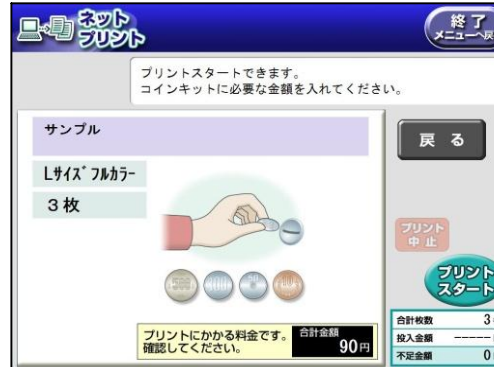 ネット
プリント
終了
メニューへ戻
プリントスタートできます。
コインキットに必要な金額を入れてください。
サンプル
Lサイズ フルカラー
3枚
戻る
プリント
中止
プリント
スタート
プリントにかかる料金です。
確認してください。
合計金額
90円
合計枚数 3
投入金額 -----
不足金額 0